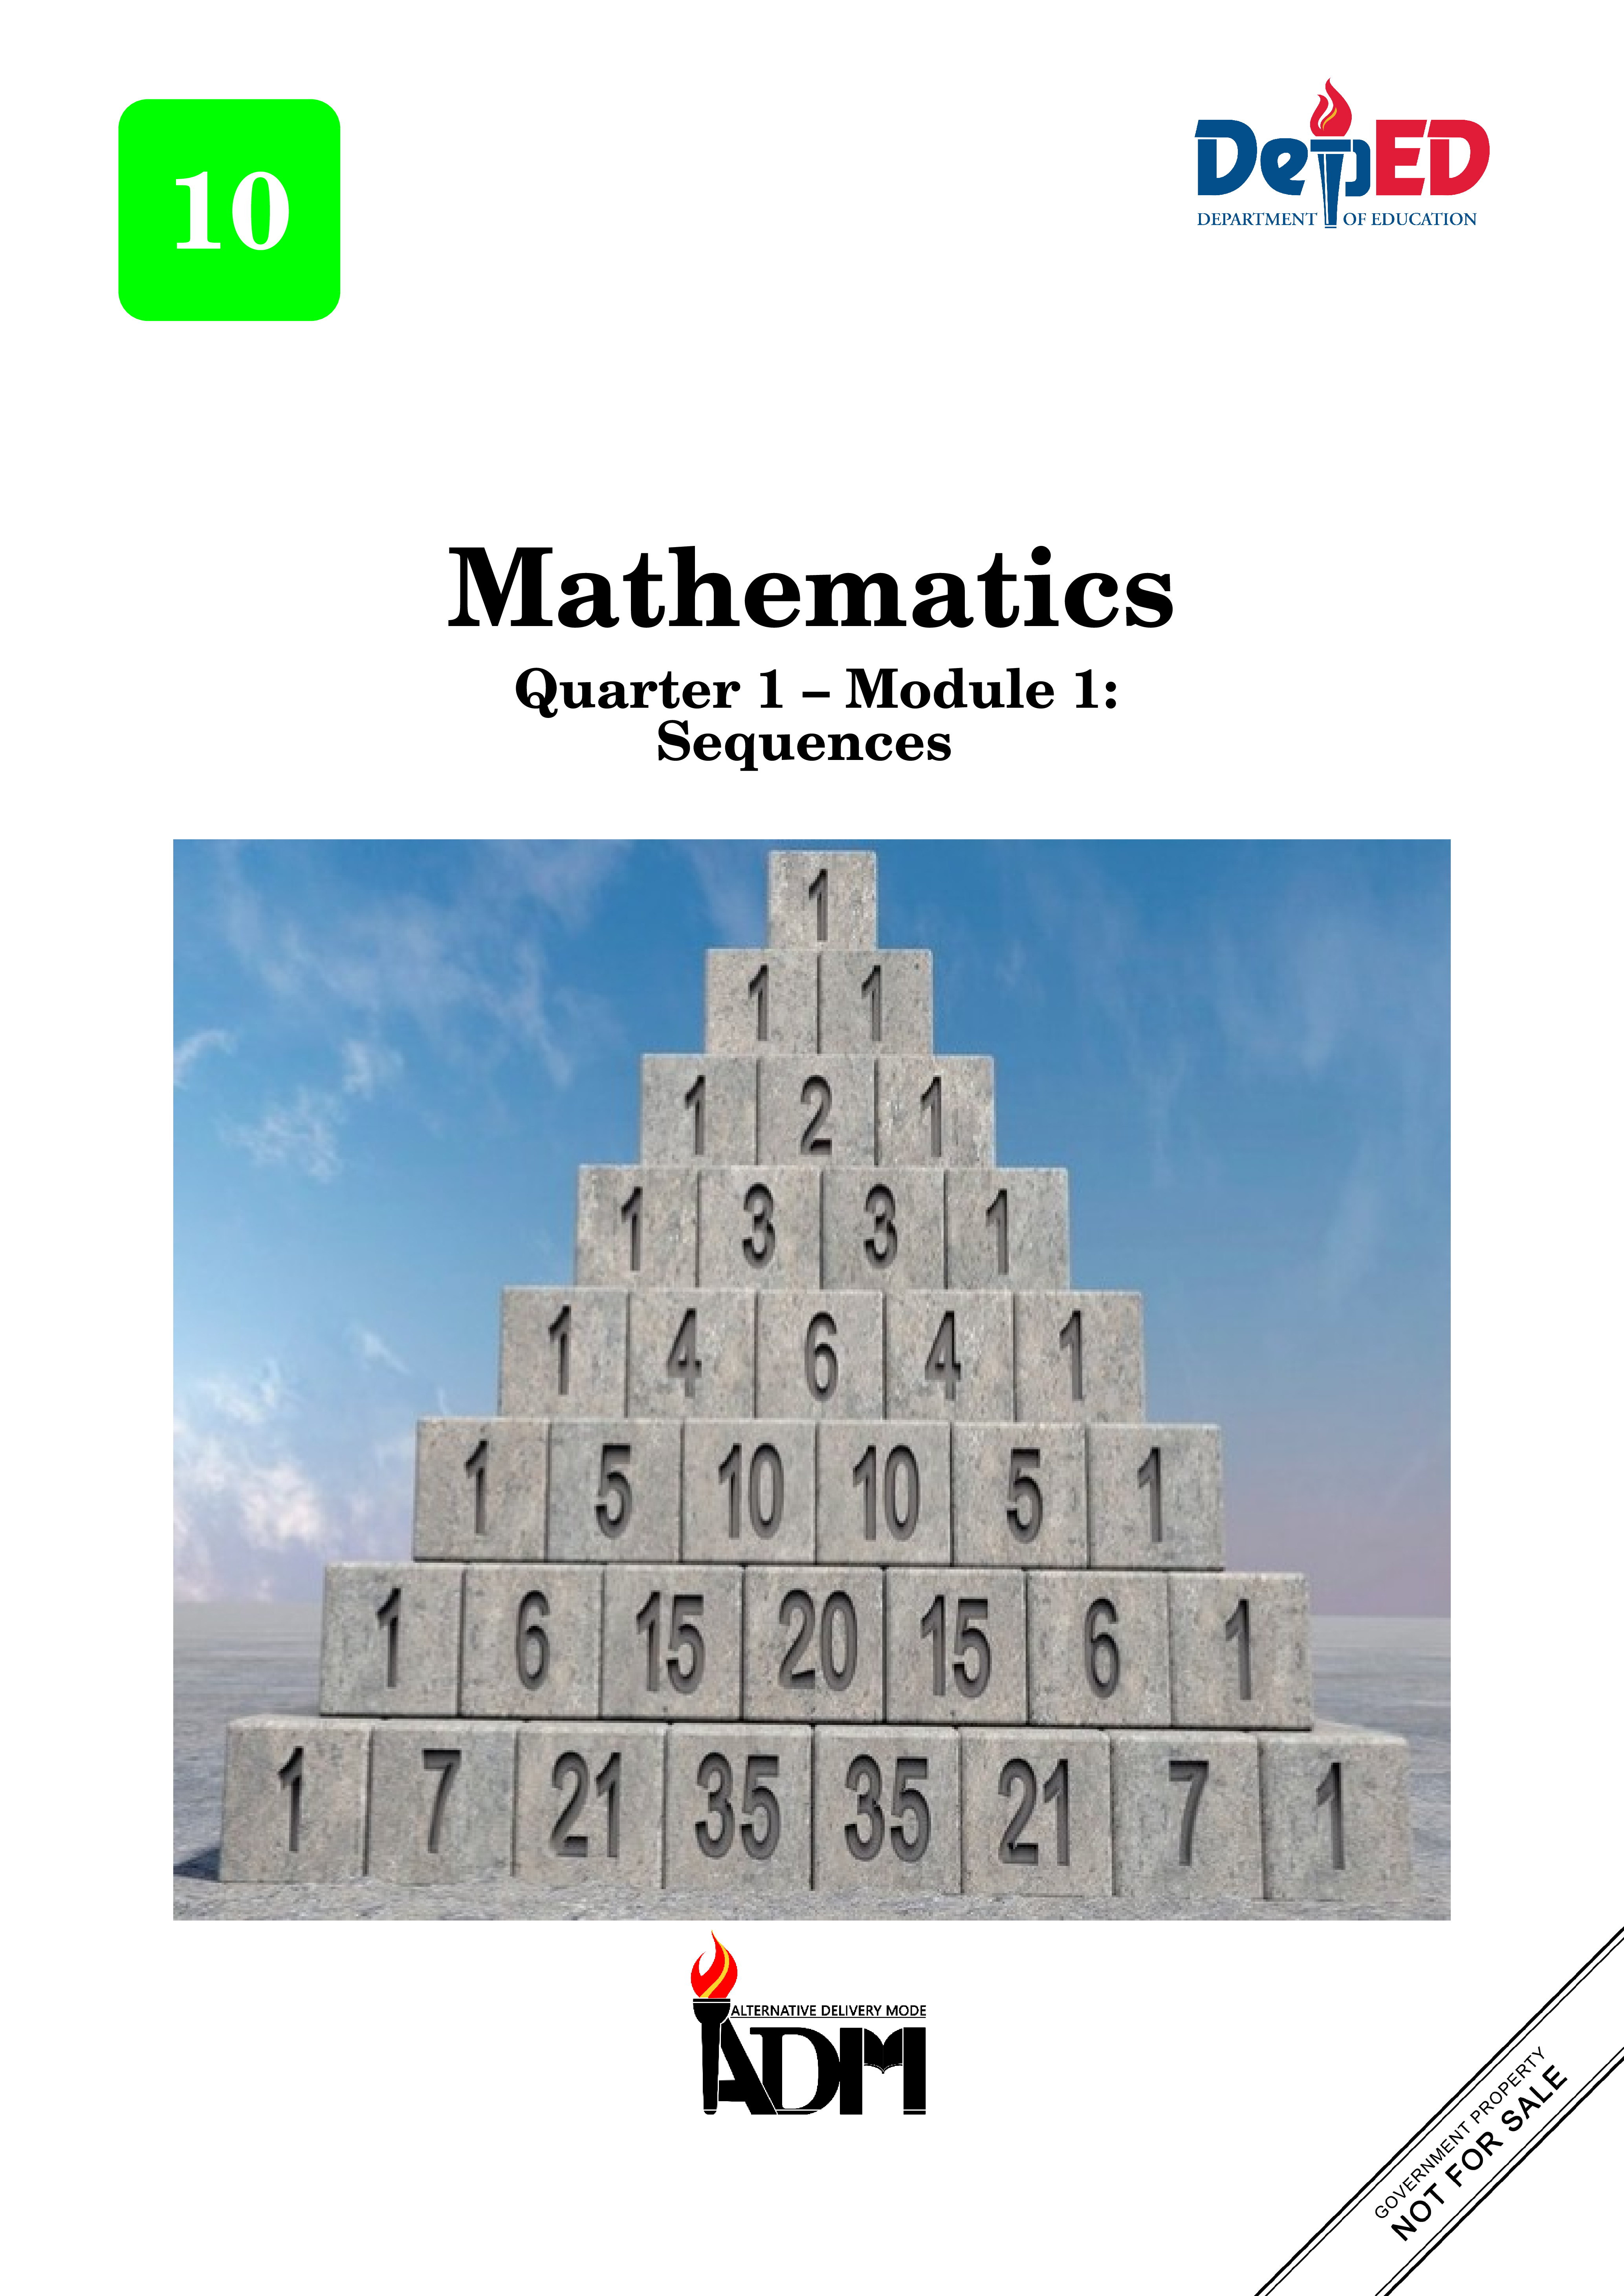 10
DepED
DEPARTMENT OF EDUCATION
Mathematics
Quarter 1 – Module 1:
Sequences
1
1 1
1 2 1
1 3 3 1
1 4 6 4 1
1 5 10 10 5 1
1 6 15 20 15 6 1
1 7 21 35 35 21 7 1
ALTERNATIVE DELIVERY MODE
ADM
GOVERNMENT PROPERTY
NOT FOR SALE